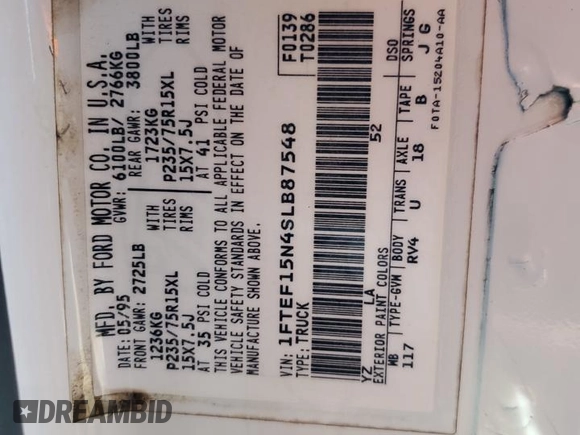 MFD. BY FORD MOTOR CO. IN U.S.A.
DATE: 05/95 GVWR: 6100LB/ 2766KG
FRONT GAWR: 2725LB REAR GAWR: 3800LB
1236KG WITH 1723KG WITH
P235/75R15XL TIRES P235/75R15XL TIRES
15X7.5J RIMS 15X7.5J RIMS
AT 35 PSI COLD AT 41 PSI COLD
THIS VEHICLE CONFORMS TO ALL APPLICABLE FEDERAL MOTOR
VEHICLE SAFETY STANDARDS IN EFFECT ON THE DATE OF
MANUFACTURE SHOWN ABOVE.
F0139
T0286
VIN: 1FTEF15N4SLB87548
TYPE: TRUCK
YZ LA 52
EXTERIOR PAINT COLORS DSO
WB TYPE-GVM BODY TRANS AXLE TAPE SPRINGS
117 RV4 U 18 B J G
F0TA-15204A10-AA
DREAMBID